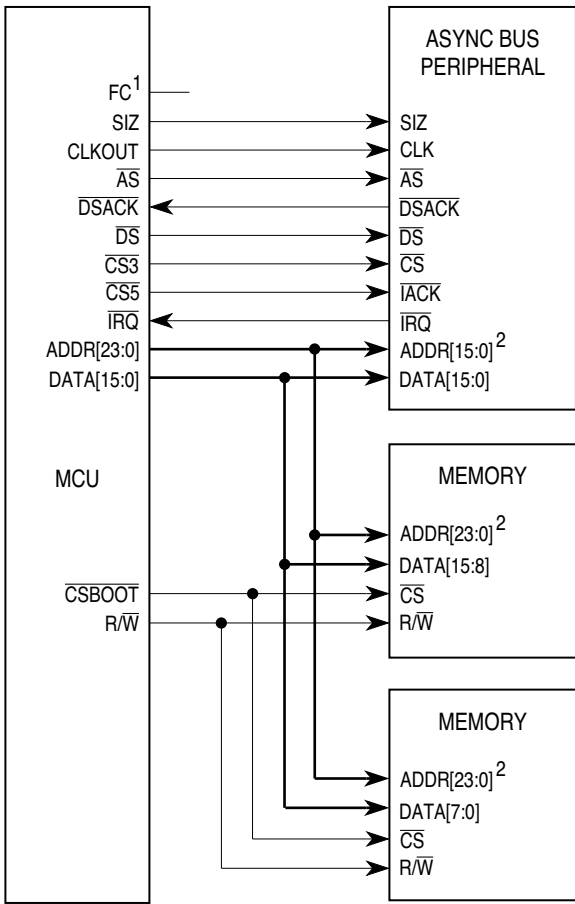 FC1
SIZ
CLKOUT
AS
DSACK
DS
CS3
CS5
IRQ
ADDR[23:0]
DATA[15:0]
MCU
CSBOOT
R/W
ASYNC BUS
PERIPHERAL
SIZ
CLK
AS
DSACK
DS
CS
IACK
IRQ
ADDR[15:0]2
DATA[15:0]
MEMORY
ADDR[23:0]2
DATA[15:8]
CS
R/W
MEMORY
ADDR[23:0]2
DATA[7:0]
CS
R/W